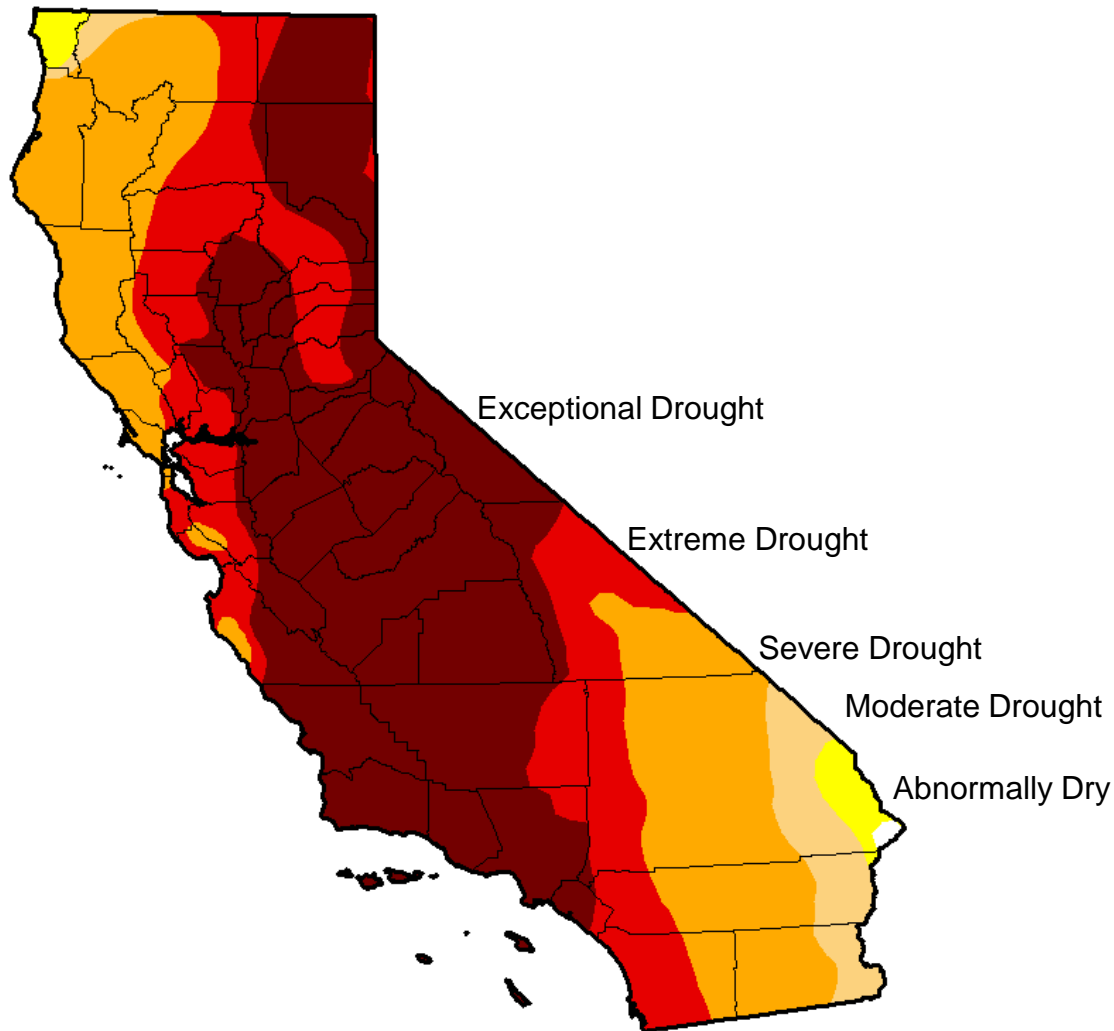 Exceptional Drought
Extreme Drought
Severe Drought
Moderate Drought
Abnormally Dry